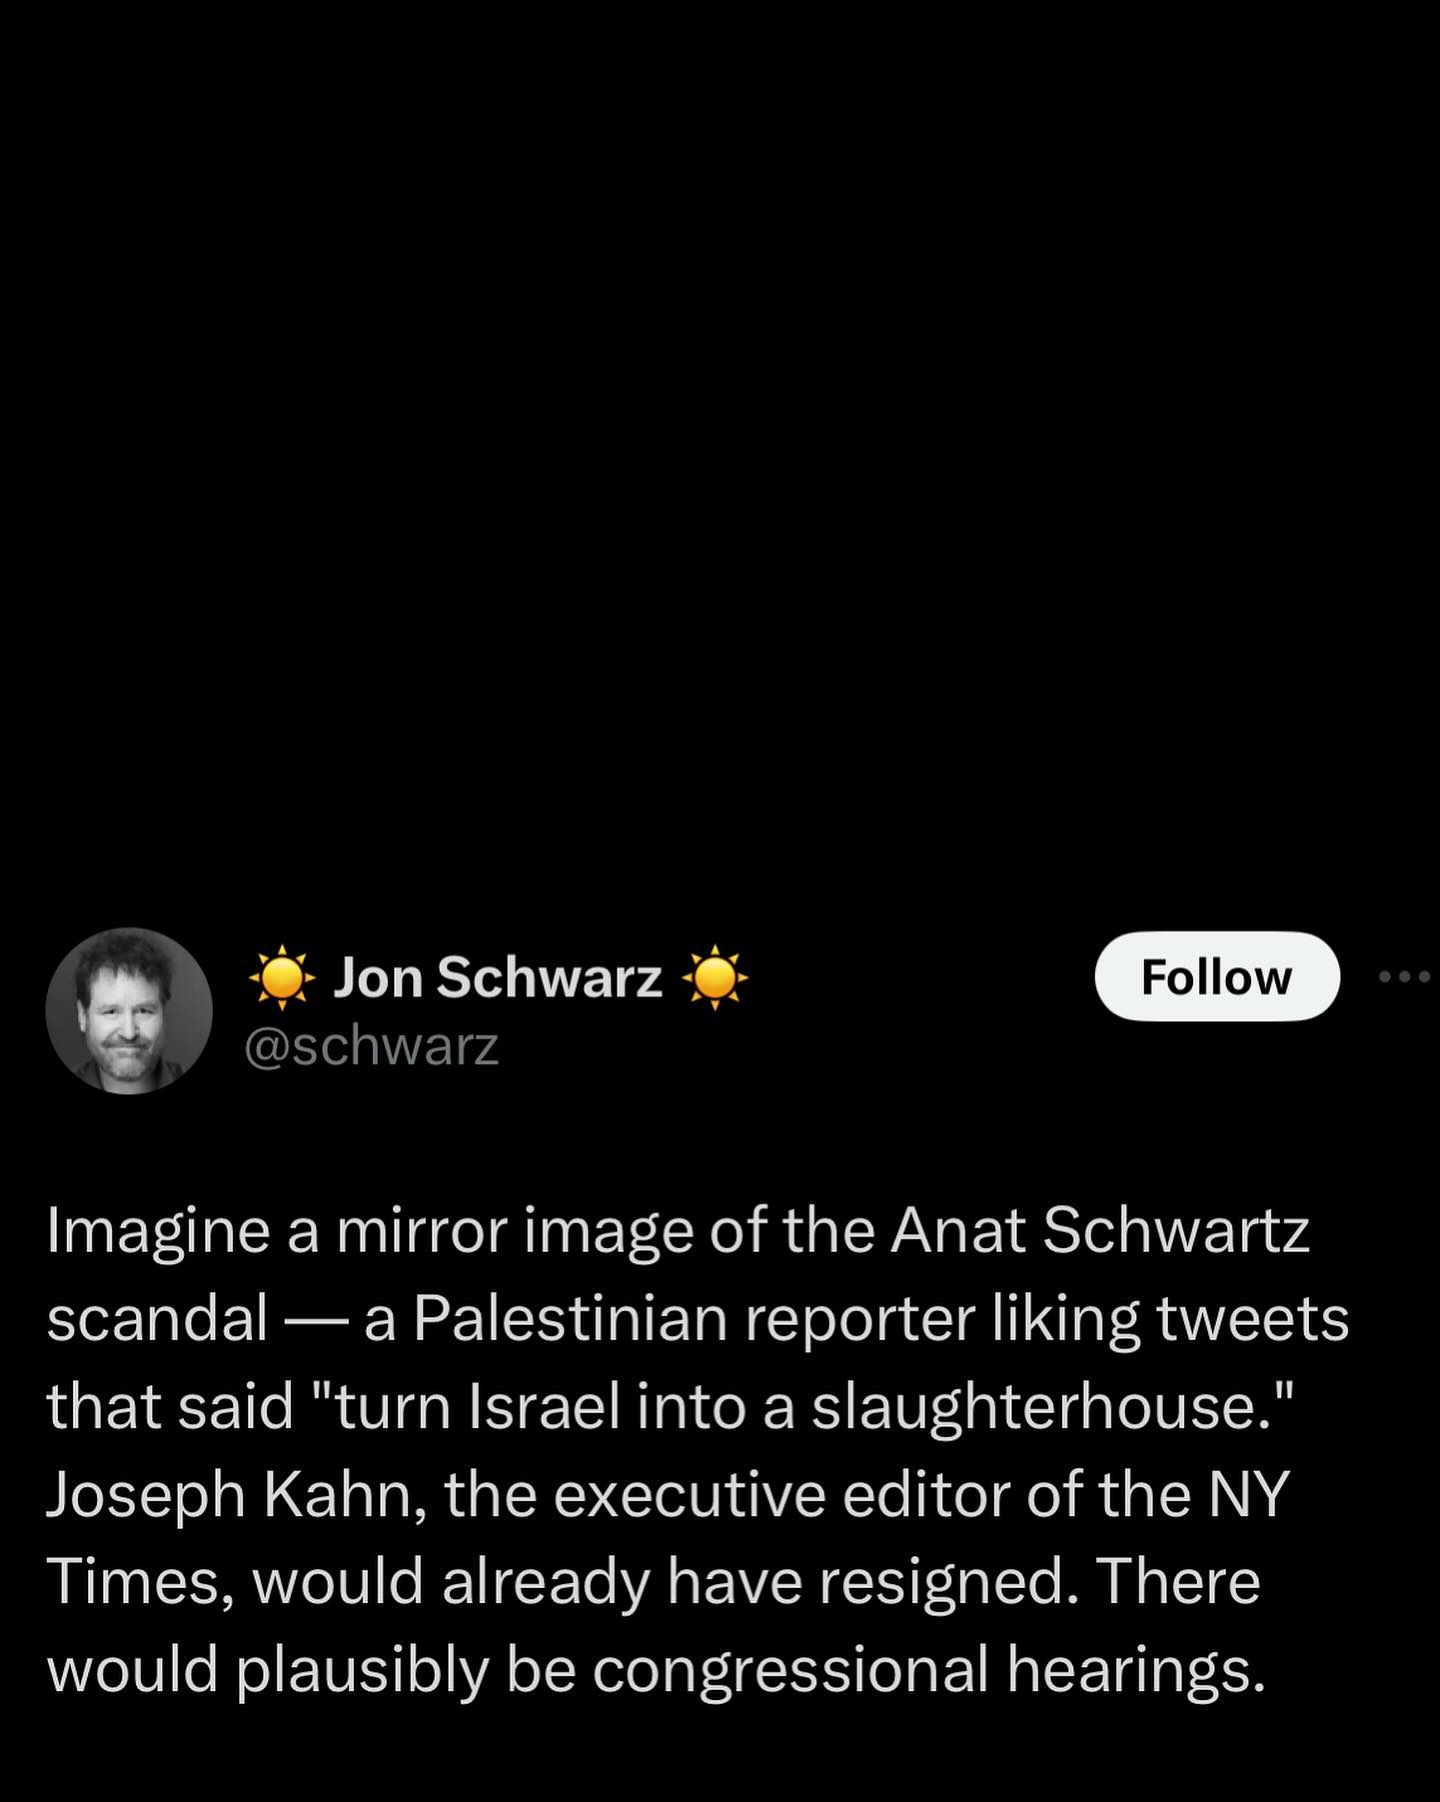 ☀️ Jon Schwarz ☀️
Follow
@schwarz
Imagine a mirror image of the Anat Schwartz
scandal — a Palestinian reporter liking tweets
that said "turn Israel into a slaughterhouse."
Joseph Kahn, the executive editor of the NY
Times, would already have resigned. There
would plausibly be congressional hearings.